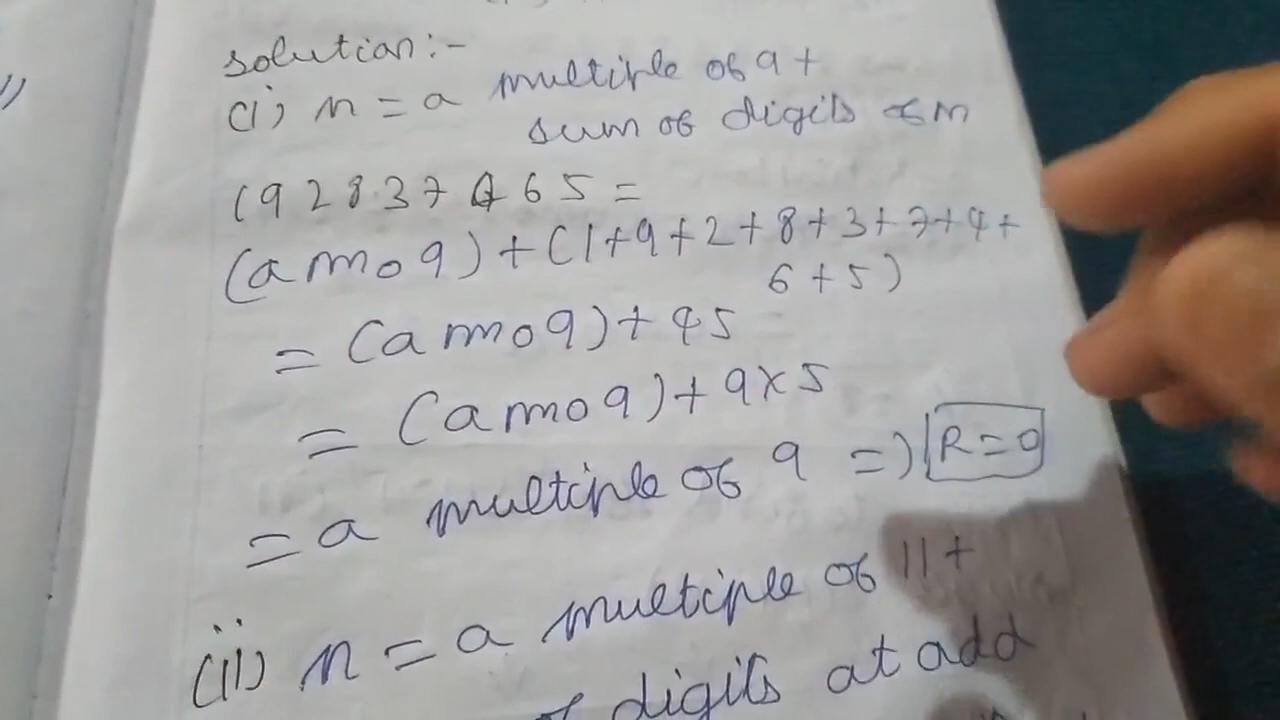 solution:-
(i) n = a multiple of 9 +
sum of digits of n
192837465 =
(a mo 9) + (1+9+2+8+3+7+4+
6+5)
= (a mo 9) + 45
= (a mo 9) + 9x5
= a multiple of 9 => R=0
(ii) n = a multiple of 11 +
of digits at odd